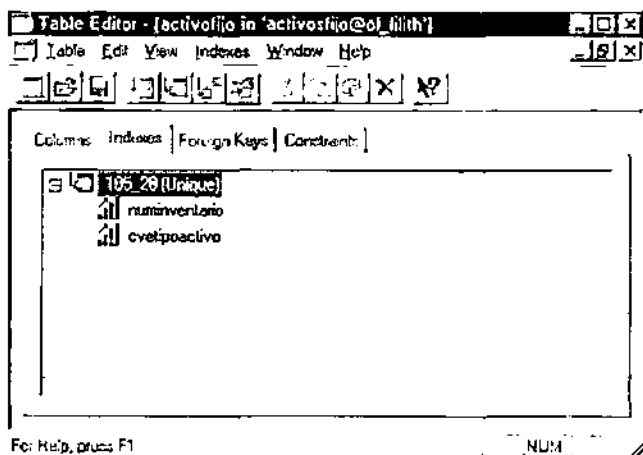 Table Editor - [activofijo in 'activosfijo@ol_lilith']
Table Edit View Indexes Window Help
Columns Indexes Foreign Keys Constraints
105_28 (Unique)
numinventario
cvetipoactivo
For Help, press F1
NUM